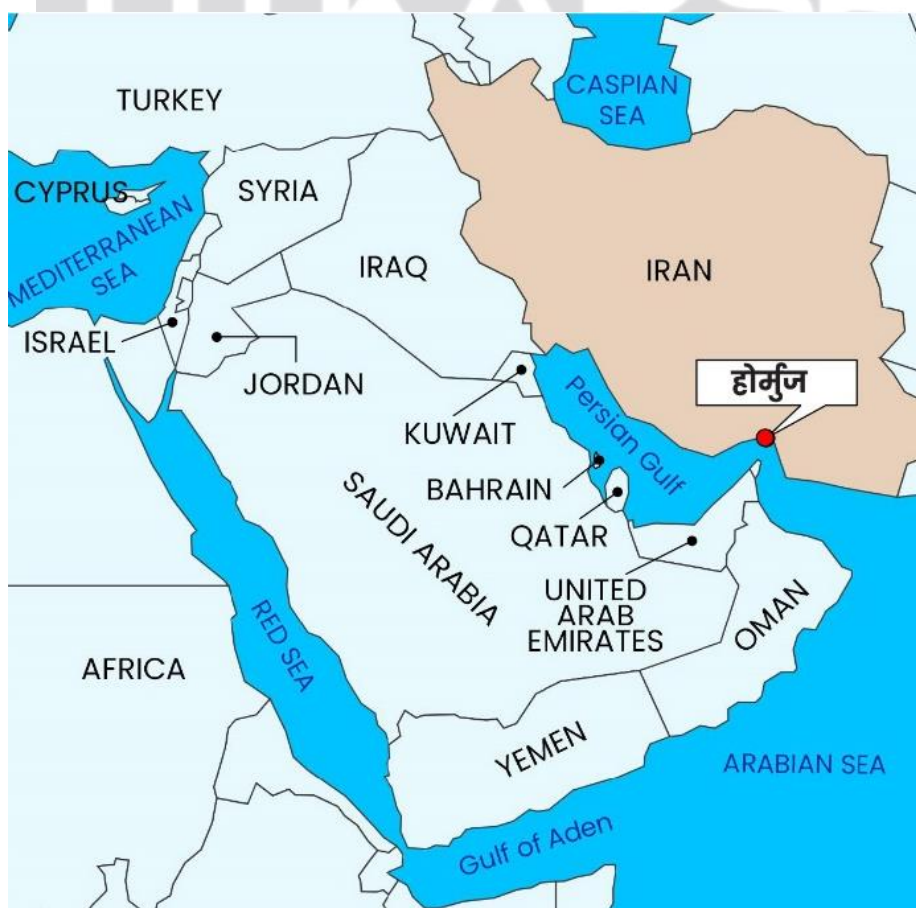 TURKEY
CASPIAN
SEA
CYPRUS
SYRIA
MEDITERRANEAN
SEA
IRAQ
IRAN
ISRAEL
JORDAN
होर्मुज
KUWAIT
Persian Gulf
BAHRAIN
QATAR
SAUDI ARABIA
UNITED
ARAB
EMIRATES
OMAN
RED SEA
AFRICA
YEMEN
ARABIAN SEA
Gulf of Aden